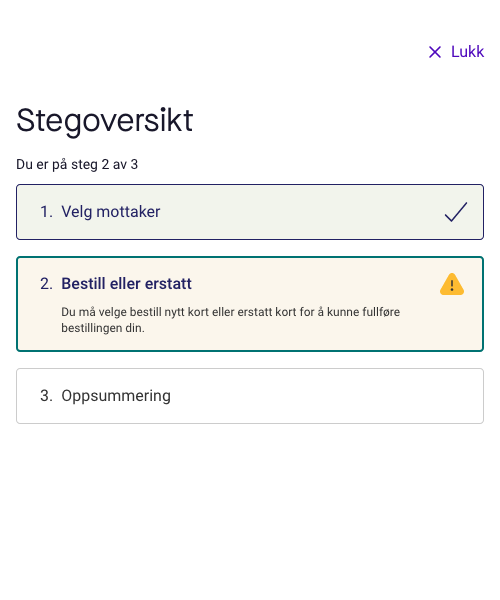 Lukk
Stegoversikt
Du er på steg 2 av 3
1. Velg mottaker
2. Bestill eller erstatt
Du må velge bestill nytt kort eller erstatt kort for å kunne fullføre
bestillingen din.
3. Oppsummering